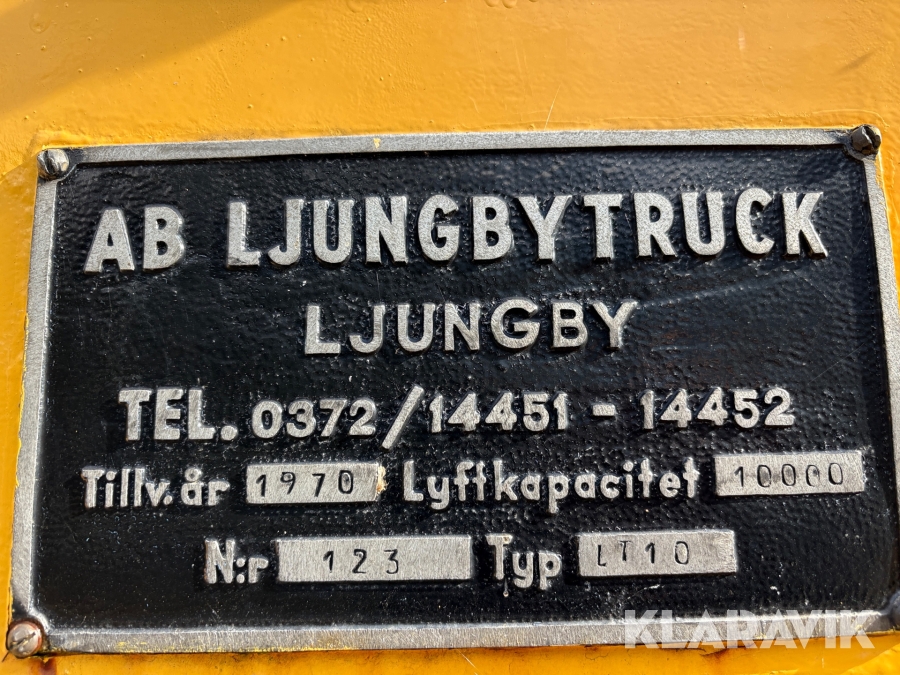 AB LJUNGBYTRUCK
LJUNGBY
TEL. 0372/14451 - 14452
Tillv.år 1970 Lyftkapacitet 10000
N:r 123 Typ LT10
KLARAVIK